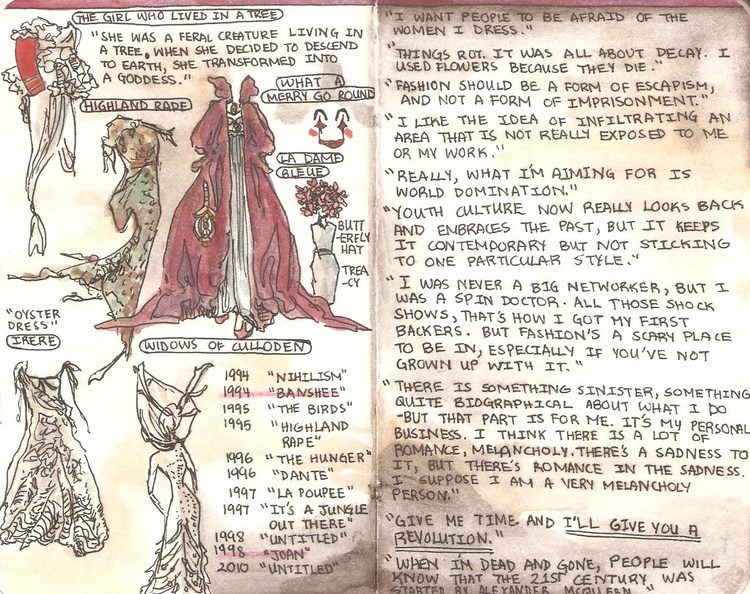 THE GIRL WHO LIVED IN A TREE
"SHE WAS A FERAL CREATURE LIVING IN
A TREE. WHEN SHE DECIDED TO DESCEND
TO EARTH, SHE TRANSFORMED INTO
A GODDESS."
HIGHLAND RAPE
WHAT A
MERRY GO ROUND
LA DAME
BLEUE
BUTT
-ERFLY
HAT
TREA
-CY
"OYSTER
DRESS"
IRERE
WIDOWS OF CULLODEN
1994 "NIHILISM"
1994 "BANSHEE"
1995 "THE BIRDS"
1995 "HIGHLAND
RAPE"
1996 "THE HUNGER"
1996 "DANTE"
1997 "LA POUPEE"
1997 "IT'S A JUNGLE
OUT THERE"
1998 "UNTITLED"
1998 "JOAN"
2010 "UNTITLED"
"I WANT PEOPLE TO BE AFRAID OF THE
WOMEN I DRESS."
"THINGS ROT. IT WAS ALL ABOUT DECAY. I
USED FLOWERS BECAUSE THEY DIE."
"FASHION SHOULD BE A FORM OF ESCAPISM,
AND NOT A FORM OF IMPRISONMENT."
"I LIKE THE IDEA OF INFILTRATING AN
AREA THAT IS NOT REALLY EXPOSED TO ME
OR MY WORK."
"REALLY, WHAT I'M AIMING FOR IS
WORLD DOMINATION."
"YOUTH CULTURE NOW REALLY LOOKS BACK
AND EMBRACES THE PAST, BUT IT KEEPS
IT CONTEMPORARY BUT NOT STICKING
TO ONE PARTICULAR STYLE."
"I WAS NEVER A BIG NETWORKER, BUT I
WAS A SPIN DOCTOR. ALL THOSE SHOCK
SHOWS, THAT'S HOW I GOT MY FIRST
BACKERS. BUT FASHION'S A SCARY PLACE
TO BE IN, ESPECIALLY IF YOU'VE NOT
GROWN UP WITH IT."
"THERE IS SOMETHING SINISTER, SOMETHING
QUITE BIOGRAPHICAL ABOUT WHAT I DO
-BUT THAT PART IS FOR ME. IT'S MY PERSONAL
BUSINESS. I THINK THERE IS A LOT OF
ROMANCE, MELANCHOLY. THERE'S A SADNESS TO
IT, BUT THERE'S ROMANCE IN THE SADNESS.
I SUPPOSE I AM A VERY MELANCHOLY
PERSON."
"GIVE ME TIME AND I'LL GIVE YOU A
REVOLUTION."
"WHEN I'M DEAD AND GONE, PEOPLE WILL
KNOW THAT THE 21ST CENTURY WAS
STARTED BY ALEXANDER MCQUEEN."